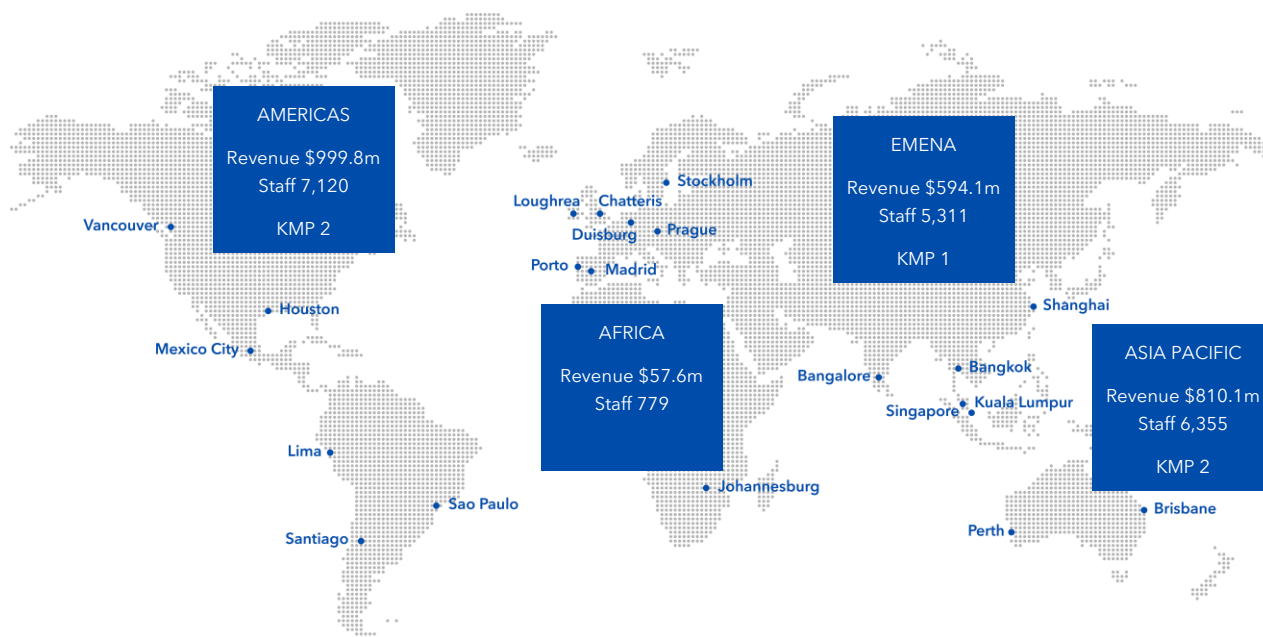 AMERICAS
Revenue $999.8m
Staff 7,120
KMP 2
EMENA
Revenue $594.1m
Staff 5,311
KMP 1
Stockholm
Loughrea
Chatteris
Vancouver
Duisburg
Prague
Porto
Madrid
Houston
Shanghai
AFRICA
Revenue $57.6m
Staff 779
Mexico City
ASIA PACIFIC
Revenue $810.1m
Staff 6,355
KMP 2
Bangalore
Bangkok
Singapore
Kuala Lumpur
Lima
Johannesburg
Sao Paulo
Brisbane
Santiago
Perth